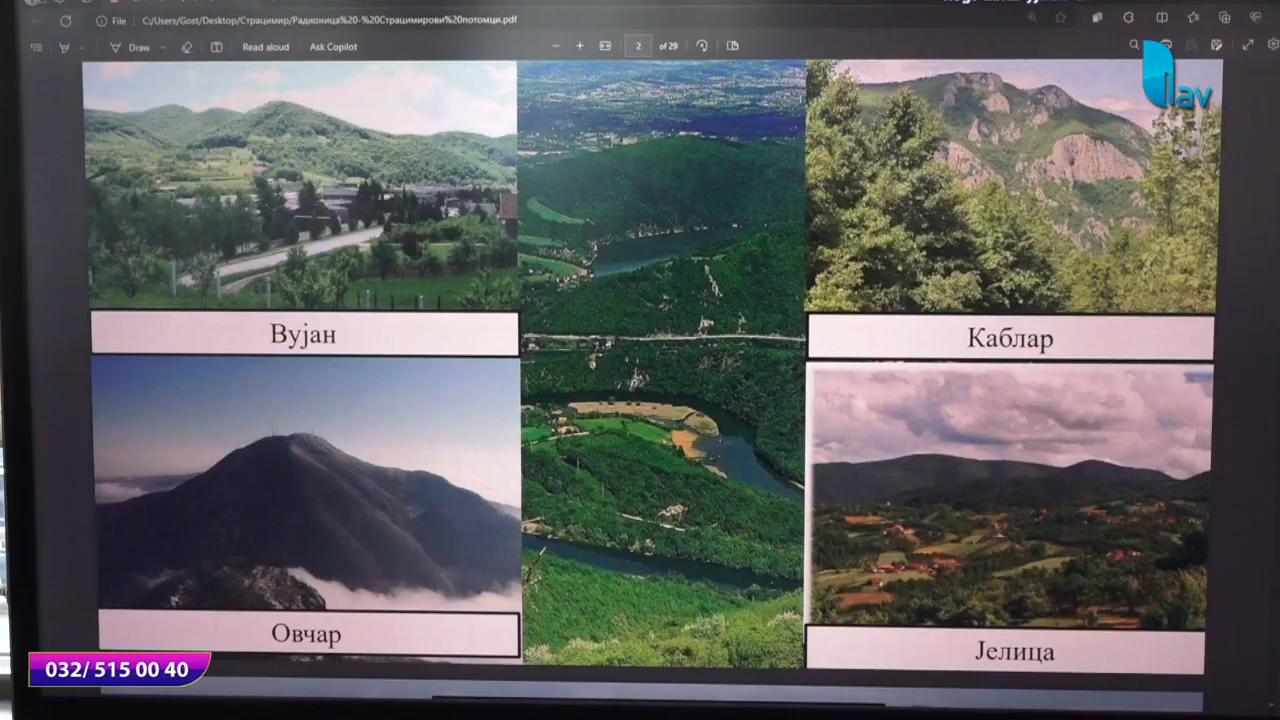 File
C:/Users/Gost/Desktop/Страцимир/Радионица%20-%20Страцимирови%20потомци.pdf
Draw
Read aloud
Ask Copilot
2
of 29
lav
Вујан
Каблар
Овчар
Јелица
032/ 515 00 40